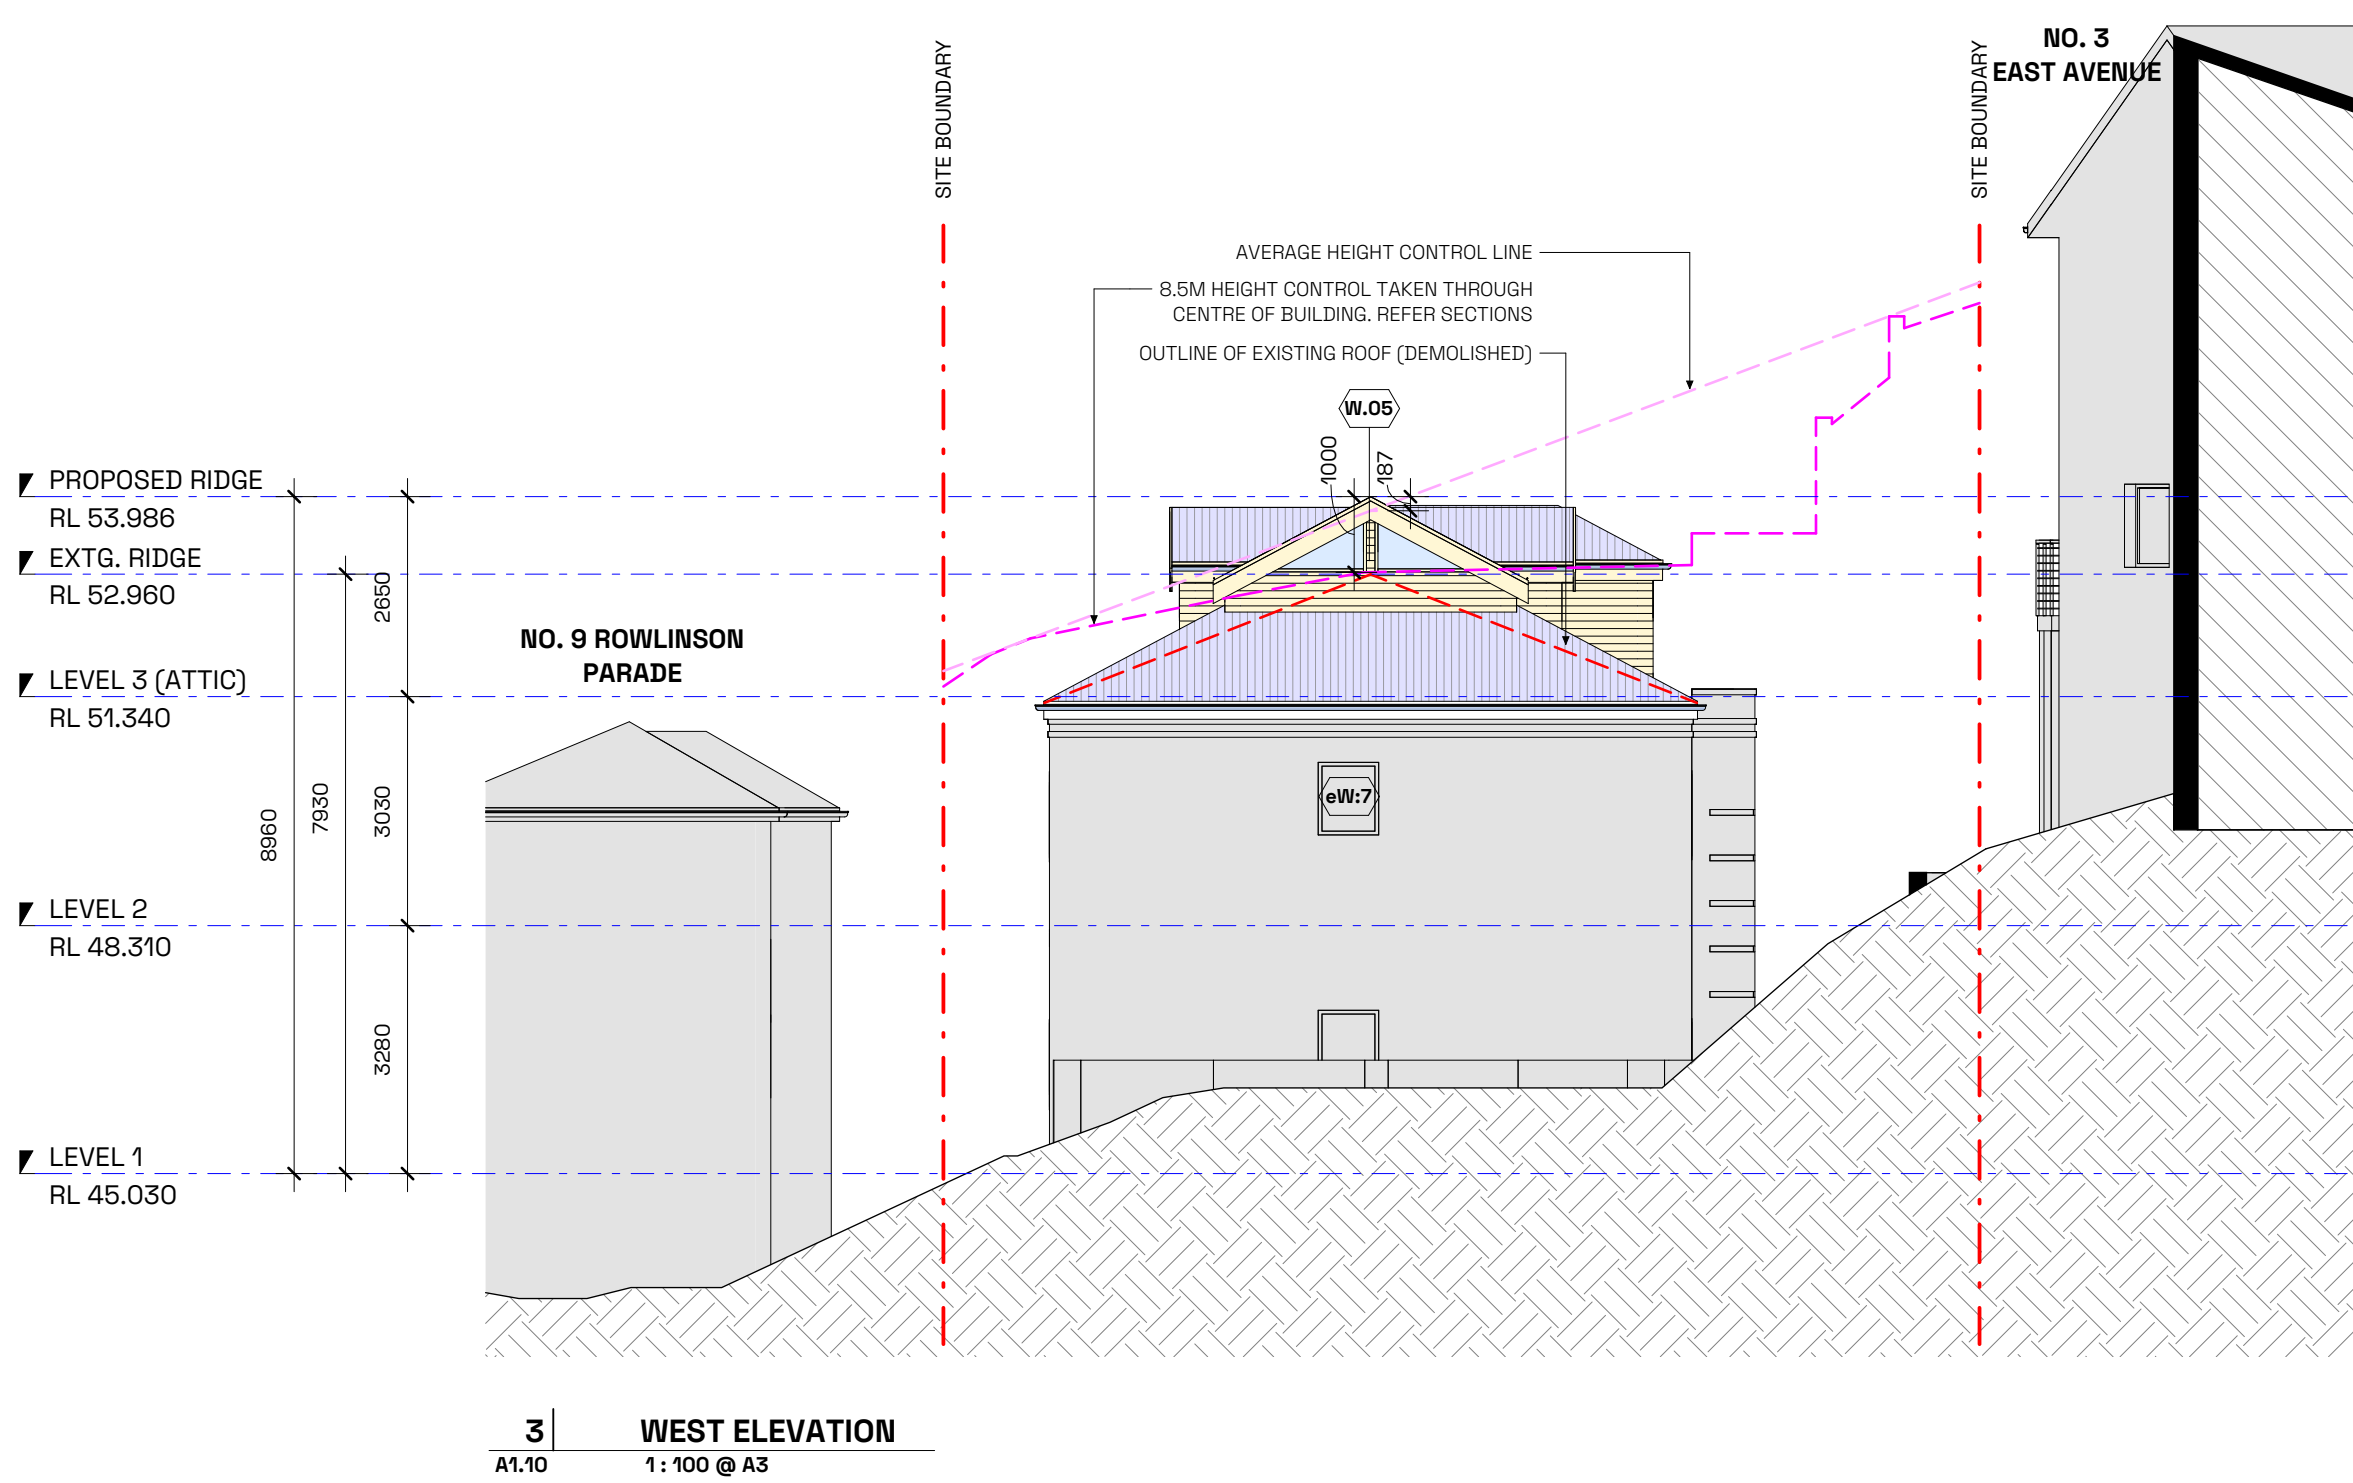 NO. 3
EAST AVENUE
SITE BOUNDARY
SITE BOUNDARY
AVERAGE HEIGHT CONTROL LINE
8.5M HEIGHT CONTROL TAKEN THROUGH
CENTRE OF BUILDING. REFER SECTIONS
OUTLINE OF EXISTING ROOF (DEMOLISHED)
W.05
1000
187
PROPOSED RIDGE
RL 53.986
EXTG. RIDGE
RL 52.960
2650
NO. 9 ROWLINSON
PARADE
LEVEL 3 (ATTIC)
RL 51.340
8960
7930
3030
eW:7
LEVEL 2
RL 48.310
3280
LEVEL 1
RL 45.030
3 WEST ELEVATION
A1.10 1 : 100 @ A3